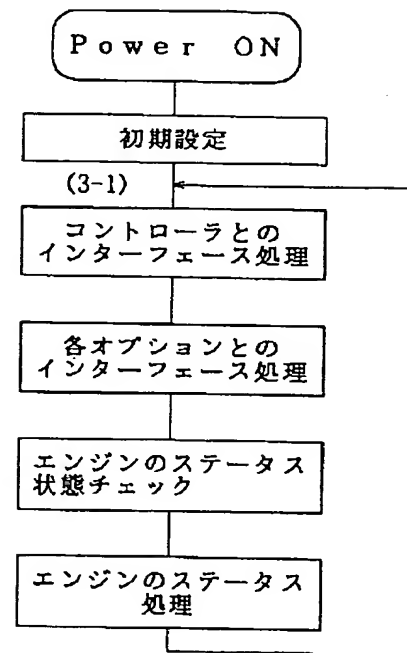 Power ON
初期設定
(3-1)
コントローラとの
インターフェース処理
各オプションとの
インターフェース処理
エンジンのステータス
状態チェック
エンジンのステータス
処理